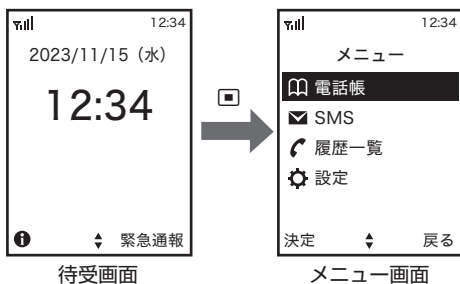 12:34
2023/11/15（水）
12:34
緊急通報
待受画面
12:34
メニュー
電話帳
SMS
履歴一覧
設定
決定 戻る
メニュー画面